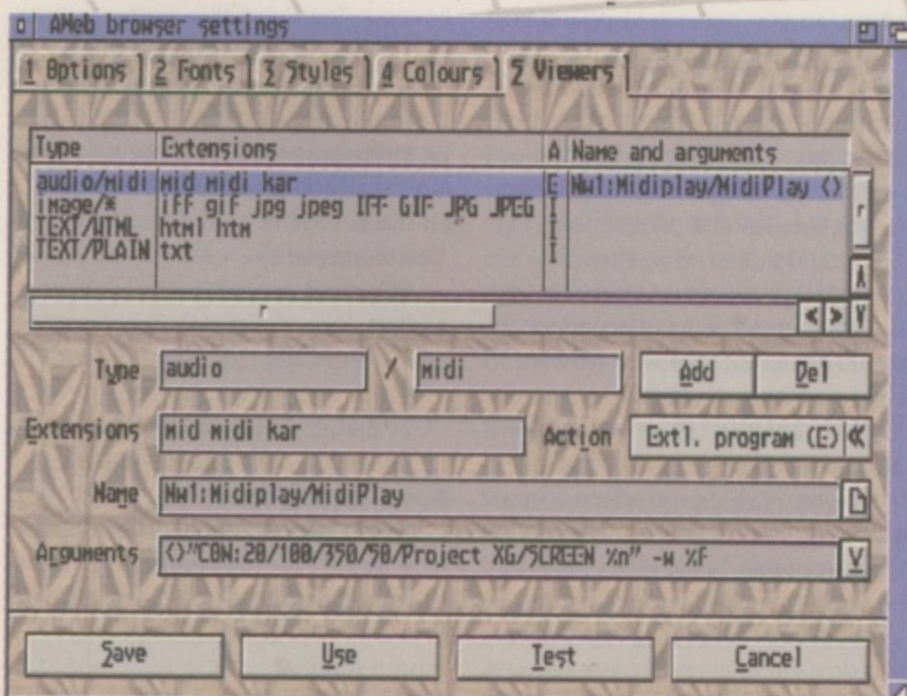 AWeb browser settings
1 Options 2 Fonts 3 Styles 4 Colours 5 Viewers
Type Extensions A Name and arguments
audio/midi mid midi kar E Nw1:Midiplay/MidiPlay <>
image/* iff gif jpg jpeg IFF GIF JPG JPEG I
TEXT/HTML html htm I
TEXT/PLAIN txt I
Type audio / midi Add Del
Extensions mid midi kar Action Extl. program (E)
Name Nw1:Midiplay/MidiPlay
Arguments <>"CON:20/100/350/50/Project XG/SCREEN %n" -w %F
Save Use Test Cancel